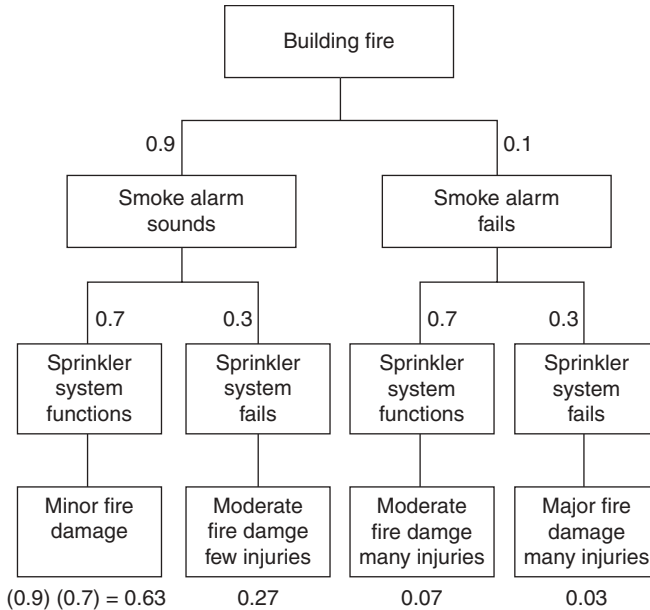 Building fire
0.9
0.1
Smoke alarm
sounds
Smoke alarm
fails
0.7
0.3
0.7
0.3
Sprinkler
system
functions
Sprinkler
system
fails
Sprinkler
system
functions
Sprinkler
system
fails
Minor fire
damage
Moderate
fire damge
few injuries
Moderate
fire damge
many injuries
Major fire
damage
many injuries
(0.9) (0.7) = 0.63
0.27
0.07
0.03